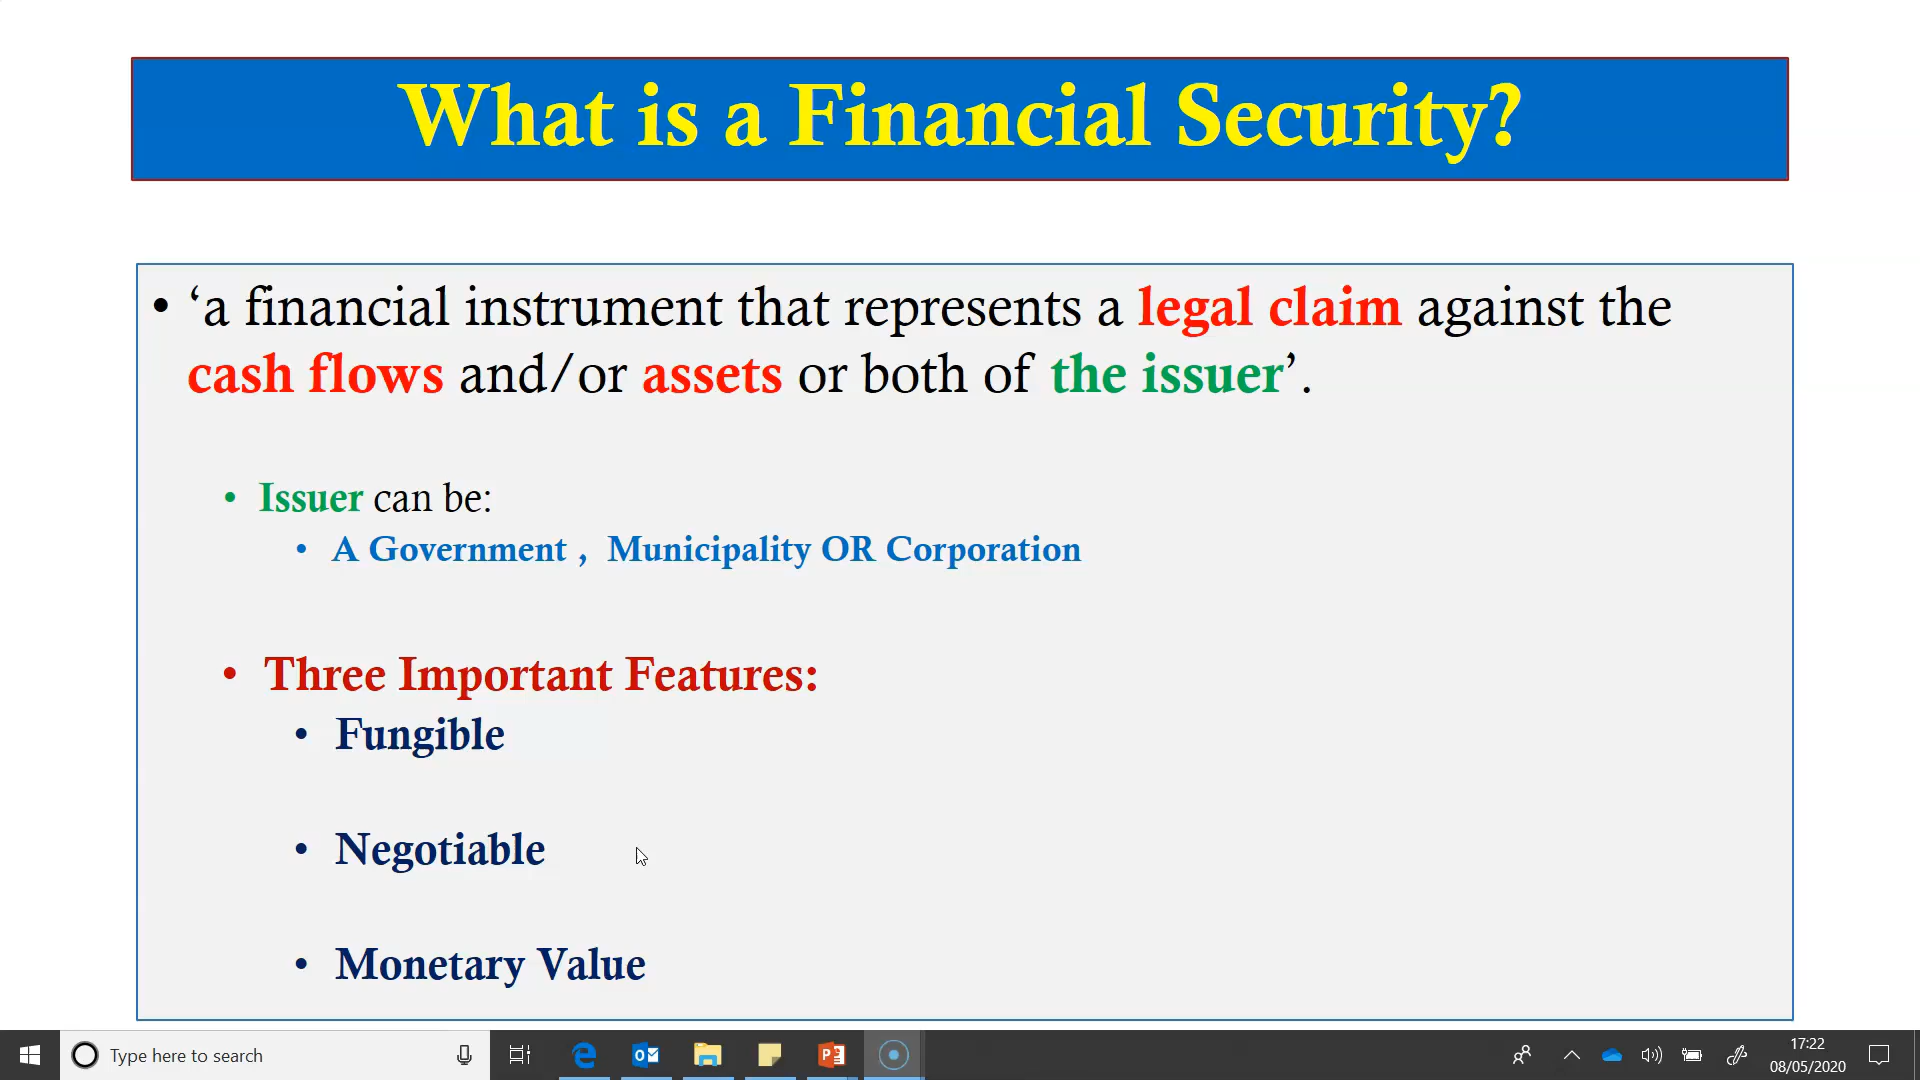 What is a Financial Security?
• ‘a financial instrument that represents a legal claim against the
cash flows and/or assets or both of the issuer’.
• Issuer can be:
• A Government , Municipality OR Corporation
• Three Important Features:
• Fungible
• Negotiable
• Monetary Value
Type here to search
17:22
08/05/2020